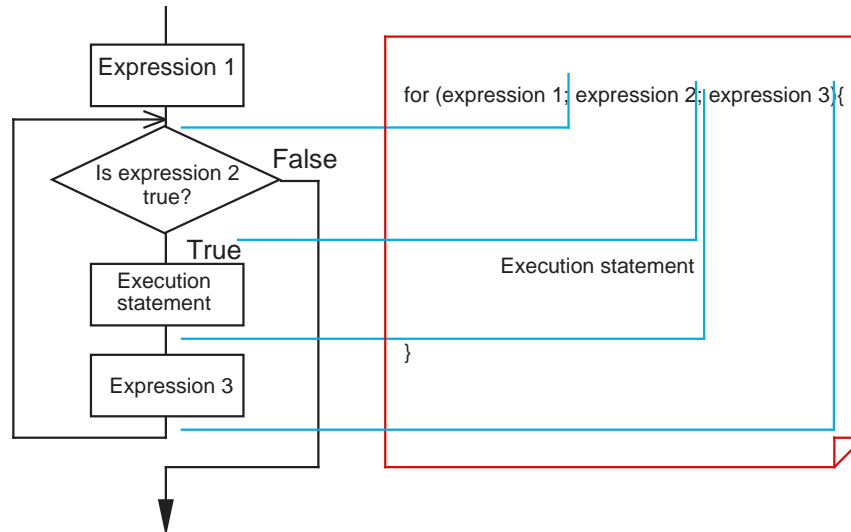 Expression 1
Is expression 2
true?
False
True
Execution
statement
Expression 3
for (expression 1; expression 2; expression 3){
Execution statement
}